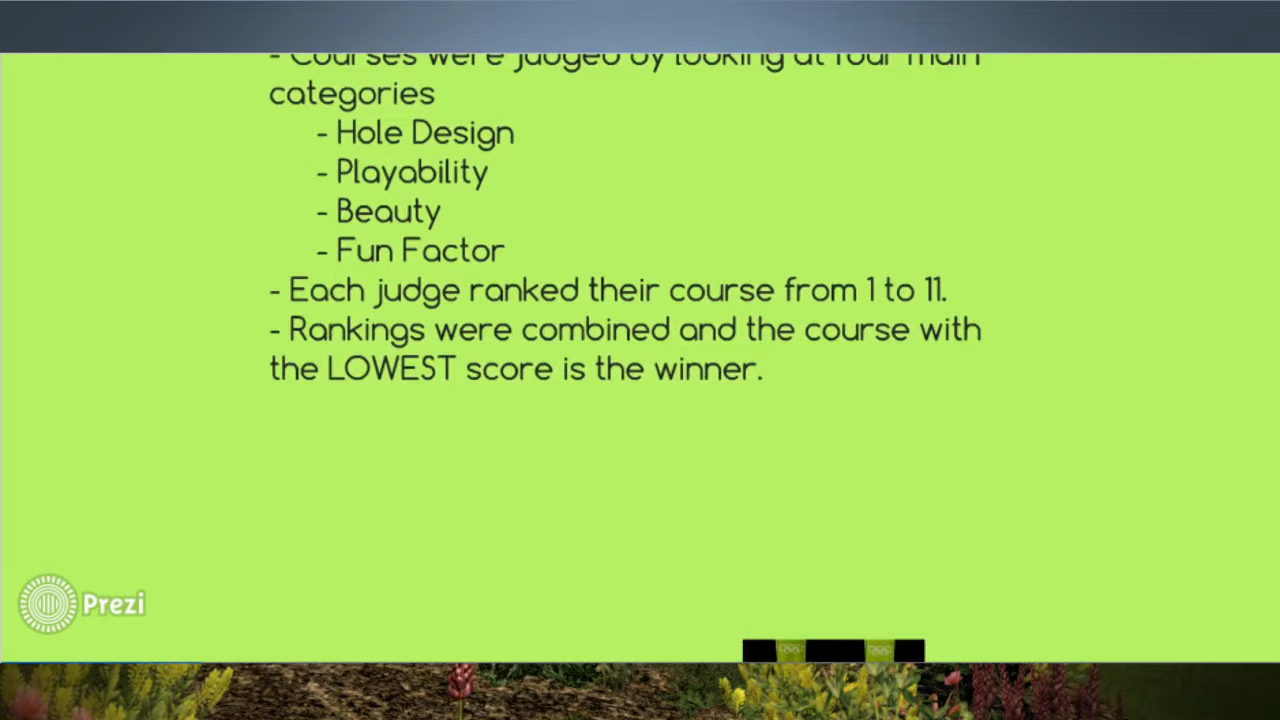 - Courses were judged by looking at four main
categories
- Hole Design
- Playability
- Beauty
- Fun Factor
- Each judge ranked their course from 1 to 11.
- Rankings were combined and the course with
the LOWEST score is the winner.
Prezi